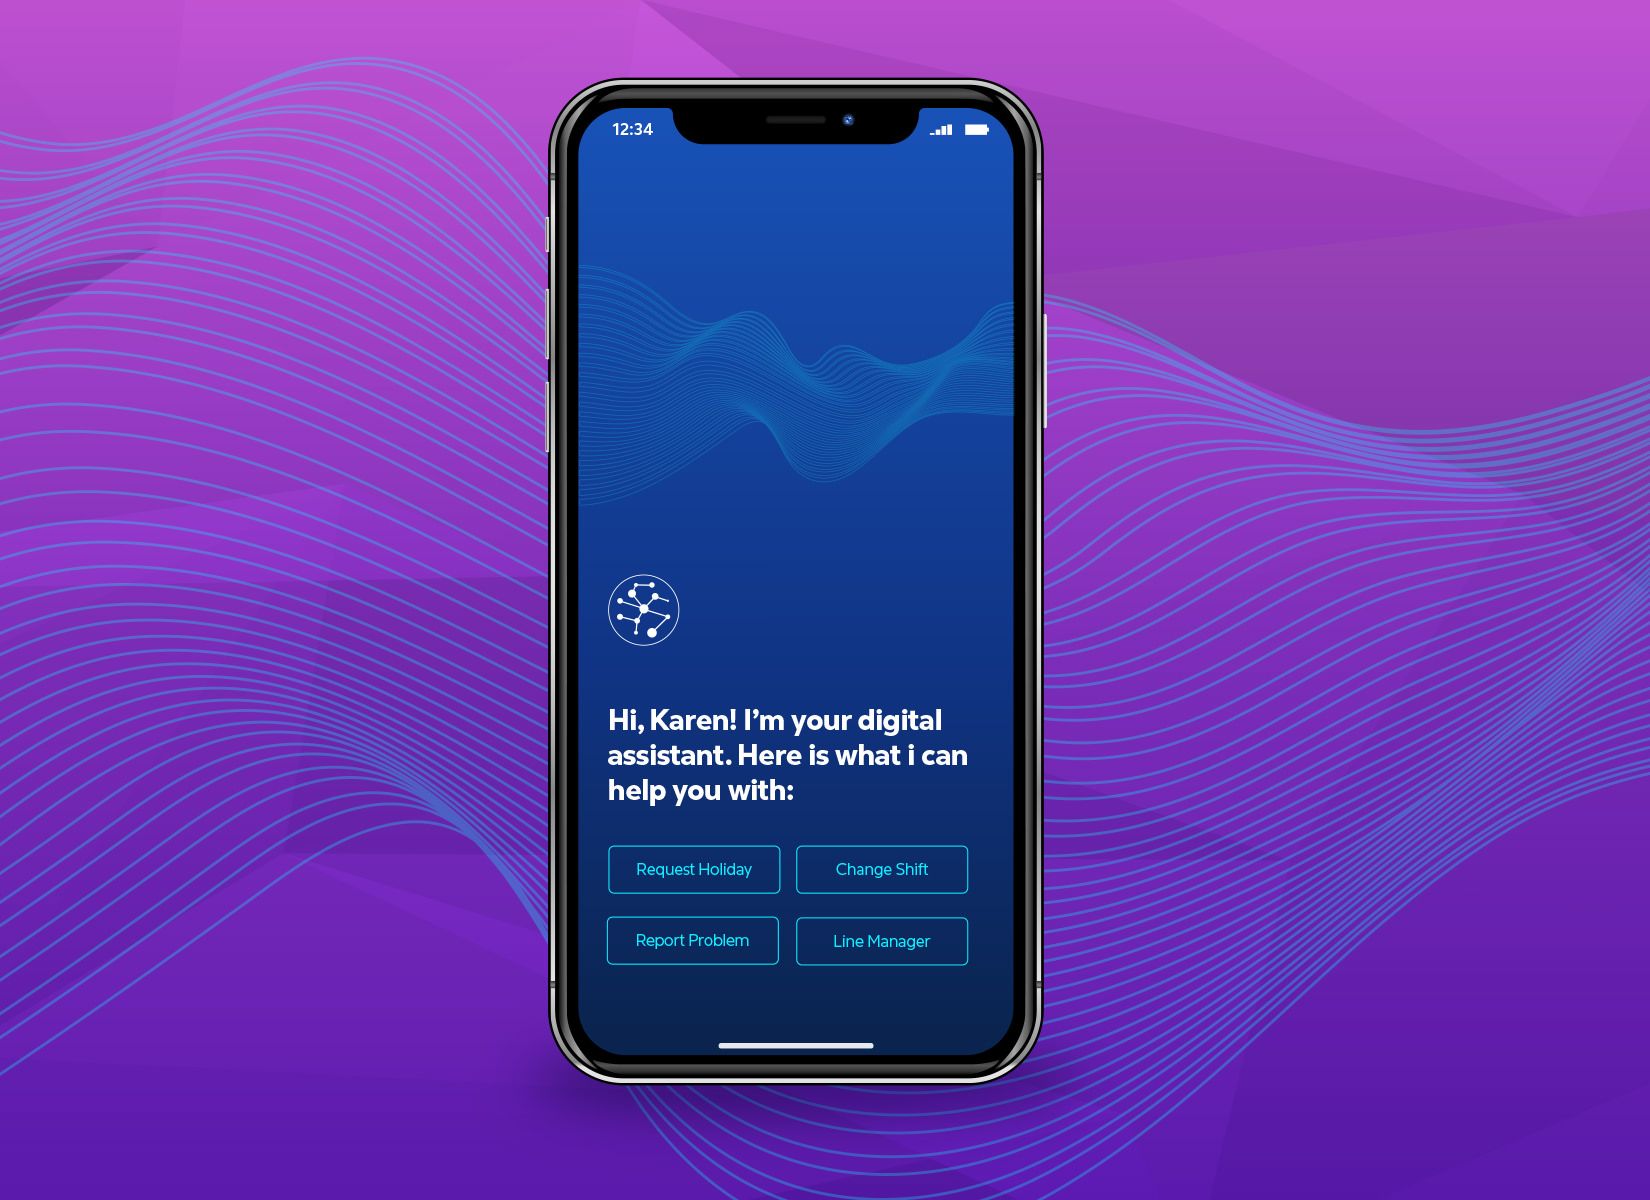 12:34
Hi, Karen! I’m your digital
assistant. Here is what i can
help you with:
Request Holiday
Change Shift
Report Problem
Line Manager